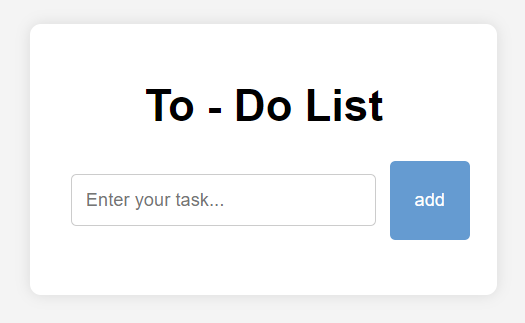 To - Do List
Enter your task...
add